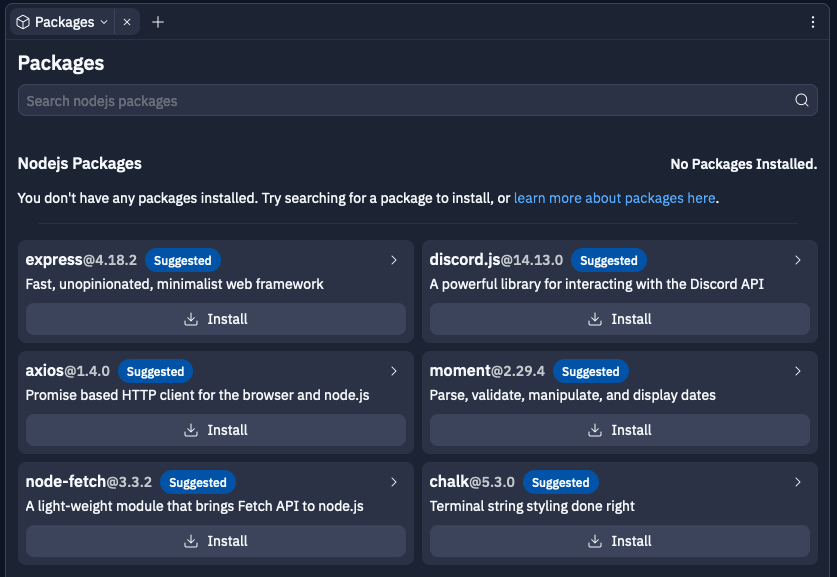 Packages
Packages
Search nodejs packages
Nodejs Packages
No Packages Installed.
You don't have any packages installed. Try searching for a package to install, or learn more about packages here.
express@4.18.2 Suggested
Fast, unopinionated, minimalist web framework
Install
discord.js@14.13.0 Suggested
A powerful library for interacting with the Discord API
Install
axios@1.4.0 Suggested
Promise based HTTP client for the browser and node.js
Install
moment@2.29.4 Suggested
Parse, validate, manipulate, and display dates
Install
node-fetch@3.3.2 Suggested
A light-weight module that brings Fetch API to node.js
Install
chalk@5.3.0 Suggested
Terminal string styling done right
Install